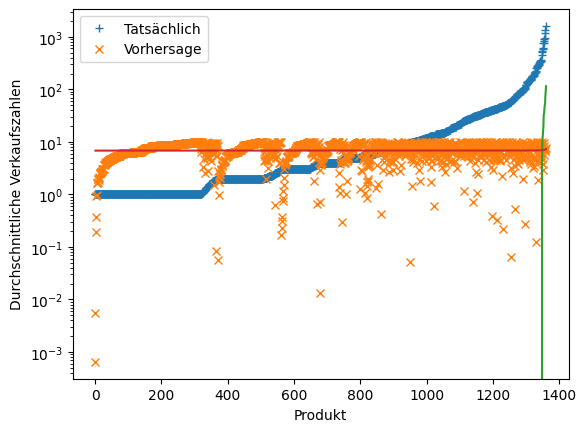 Tatsächlich
Vorhersage
Durchschnittliche Verkaufszahlen
10³
10²
10¹
10⁰
10⁻¹
10⁻²
10⁻³
0 200 400 600 800 1000 1200 1400
Produkt